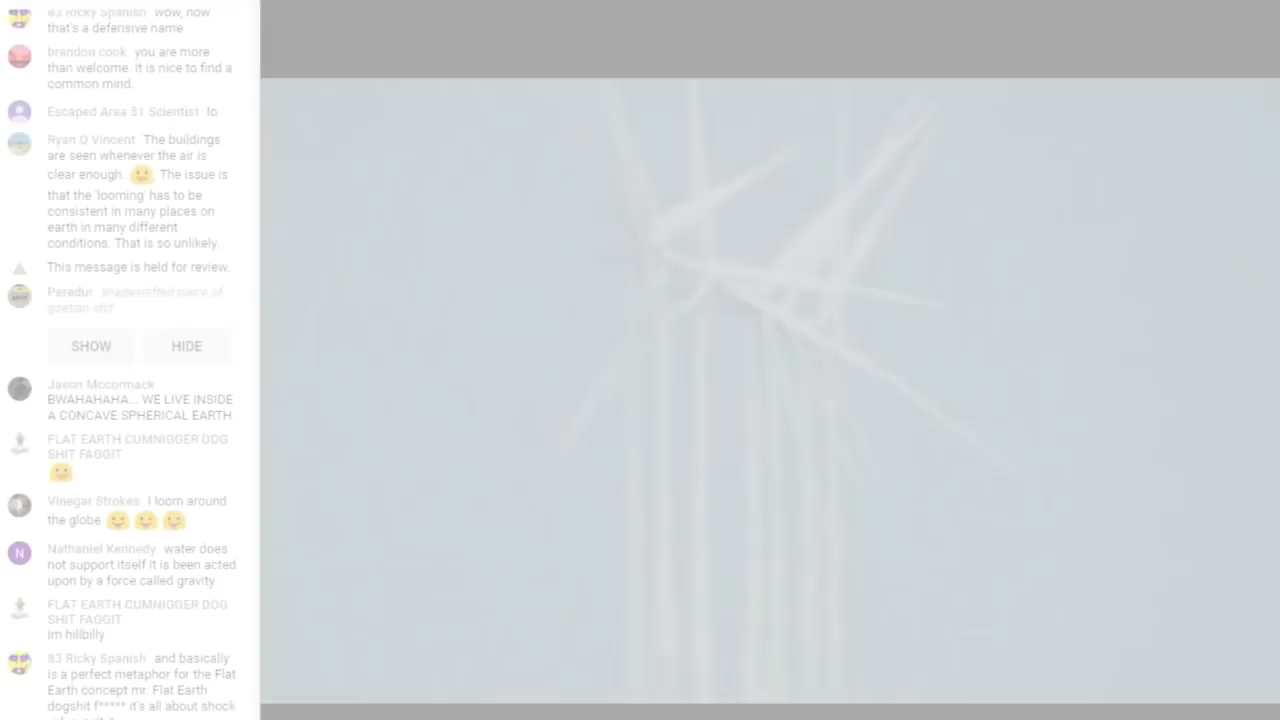 83 Ricky Spanish wow, now
that's a defensive name
brandon cook you are more
than welcome. it is nice to find a
common mind.
Escaped Area 51 Scientist lo
Ryan Q Vincent The buildings
are seen whenever the air is
clear enough. The issue is
that the 'looming' has to be
consistent in many places on
earth in many different
conditions. That is so unlikely.
This message is held for review.
Peredur shapeshifted piece of
goetian shit
SHOW HIDE
Jaxon Mccormack
BWAHAHAHA... WE LIVE INSIDE
A CONCAVE SPHERICAL EARTH
FLAT EARTH CUMNIGGER DOG
SHIT FAGGIT
Vinegar Strokes I loom around
the globe
N Nathaniel Kennedy water does
not support itself it is been acted
upon by a force called gravity
FLAT EARTH CUMNIGGER DOG
SHIT FAGGIT
im hillbilly
83 Ricky Spanish and basically
is a perfect metaphor for the Flat
Earth concept mr. Flat Earth
dogshit f***** it's all about shock